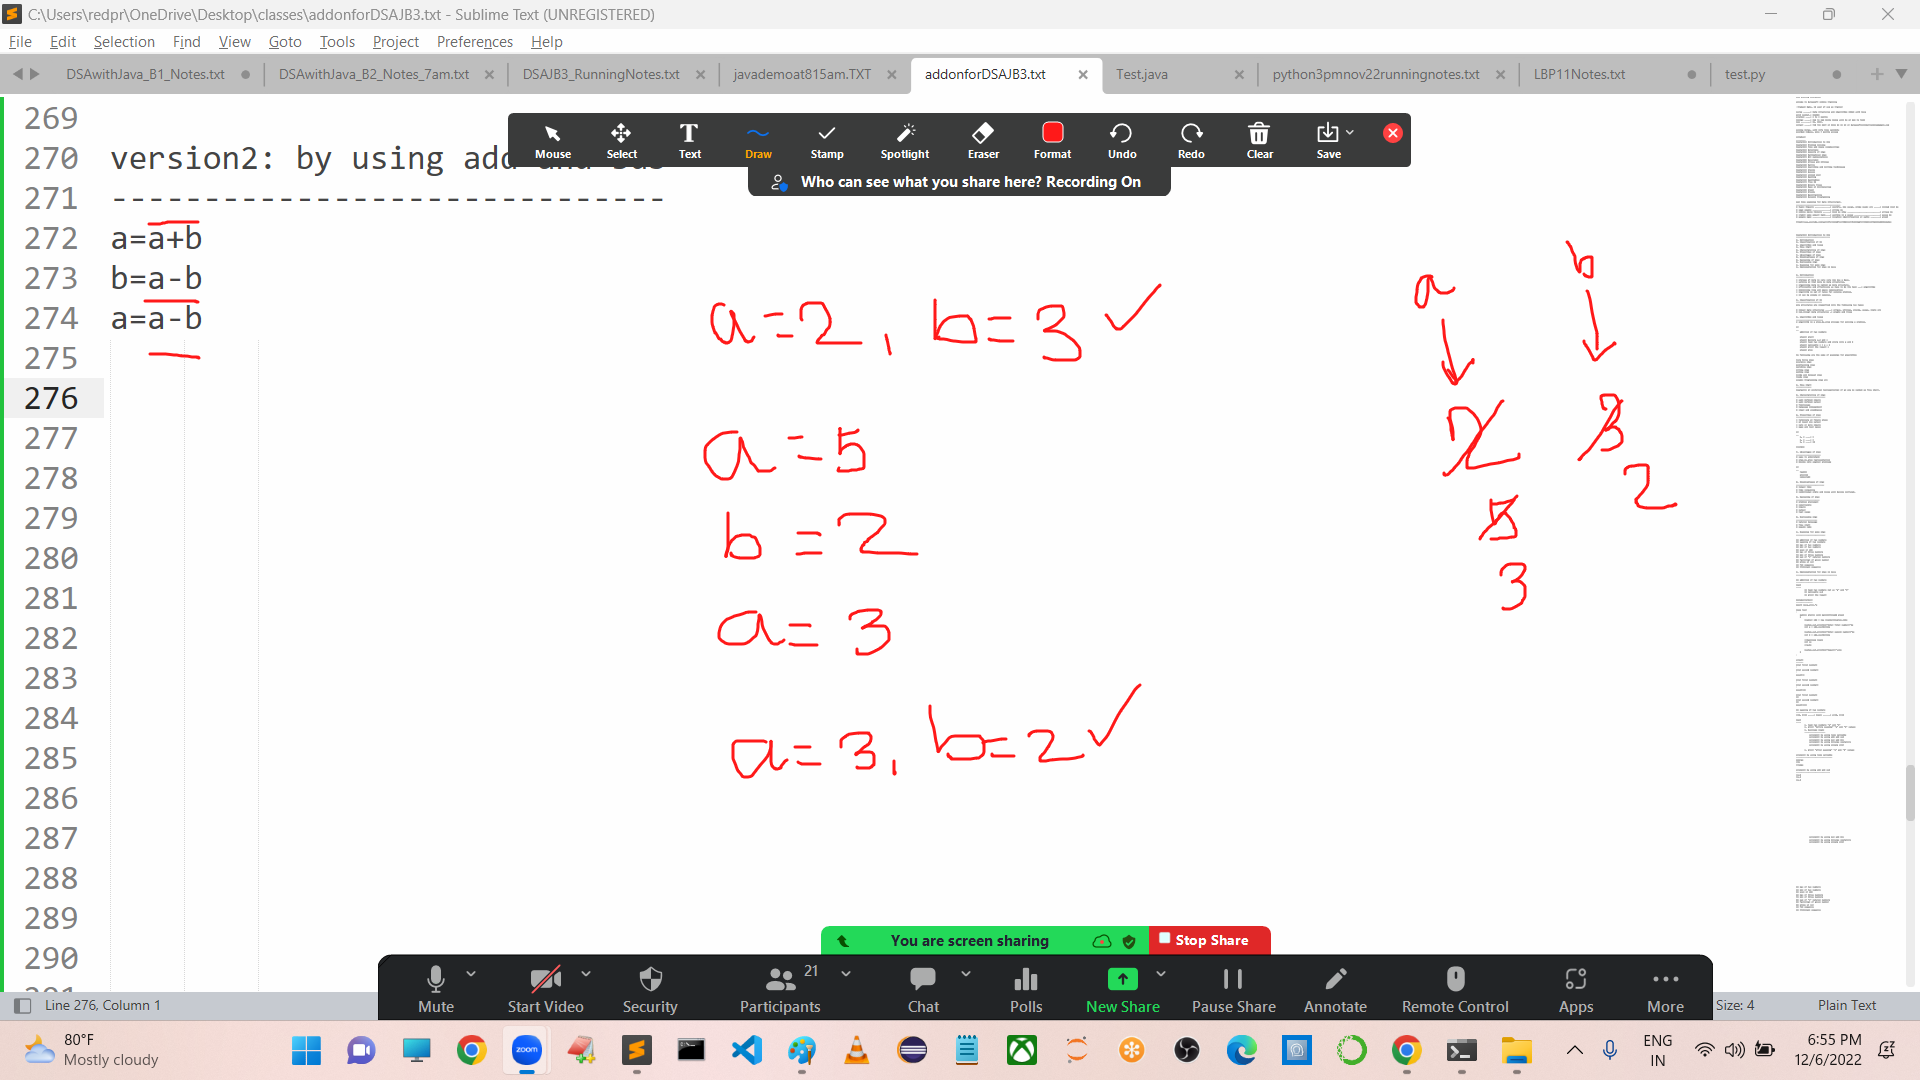 C:\Users\redpr\OneDrive\Desktop\classes\addonforDSAJB3.txt - Sublime Text (UNREGISTERED)
File Edit Selection Find View Goto Tools Project Preferences Help
DSAwithJava_B1_Notes.txt DSAwithJava_B2_Notes_7am.txt DSAJB3_RunningNotes.txt javademoat815am.TXT addonforDSAJB3.txt Test.java python3pmnov22runningnotes.txt LBP11Notes.txt test.py
Mouse Select Text Draw Stamp Spotlight Eraser Format Undo Redo Clear Save
Who can see what you share here? Recording On
269
270 version2: by using add and sub
271 ------------------------------
272 a=a+b
273 b=a-b
274 a=a-b
275
276
277
278
279
280
281
282
283
284
285
286
287
288
289
290
a=2, b=3
a=5
b=2
a=3
a=3, b=2
a b
2 3
2
5
3
You are screen sharing Stop Share
Mute Start Video Security Participants 21 Chat Polls New Share Pause Share Annotate Remote Control Apps More
Line 276, Column 1
Size: 4 Plain Text
80°F
Mostly cloudy
zoom
ENG
IN
6:55 PM
12/6/2022